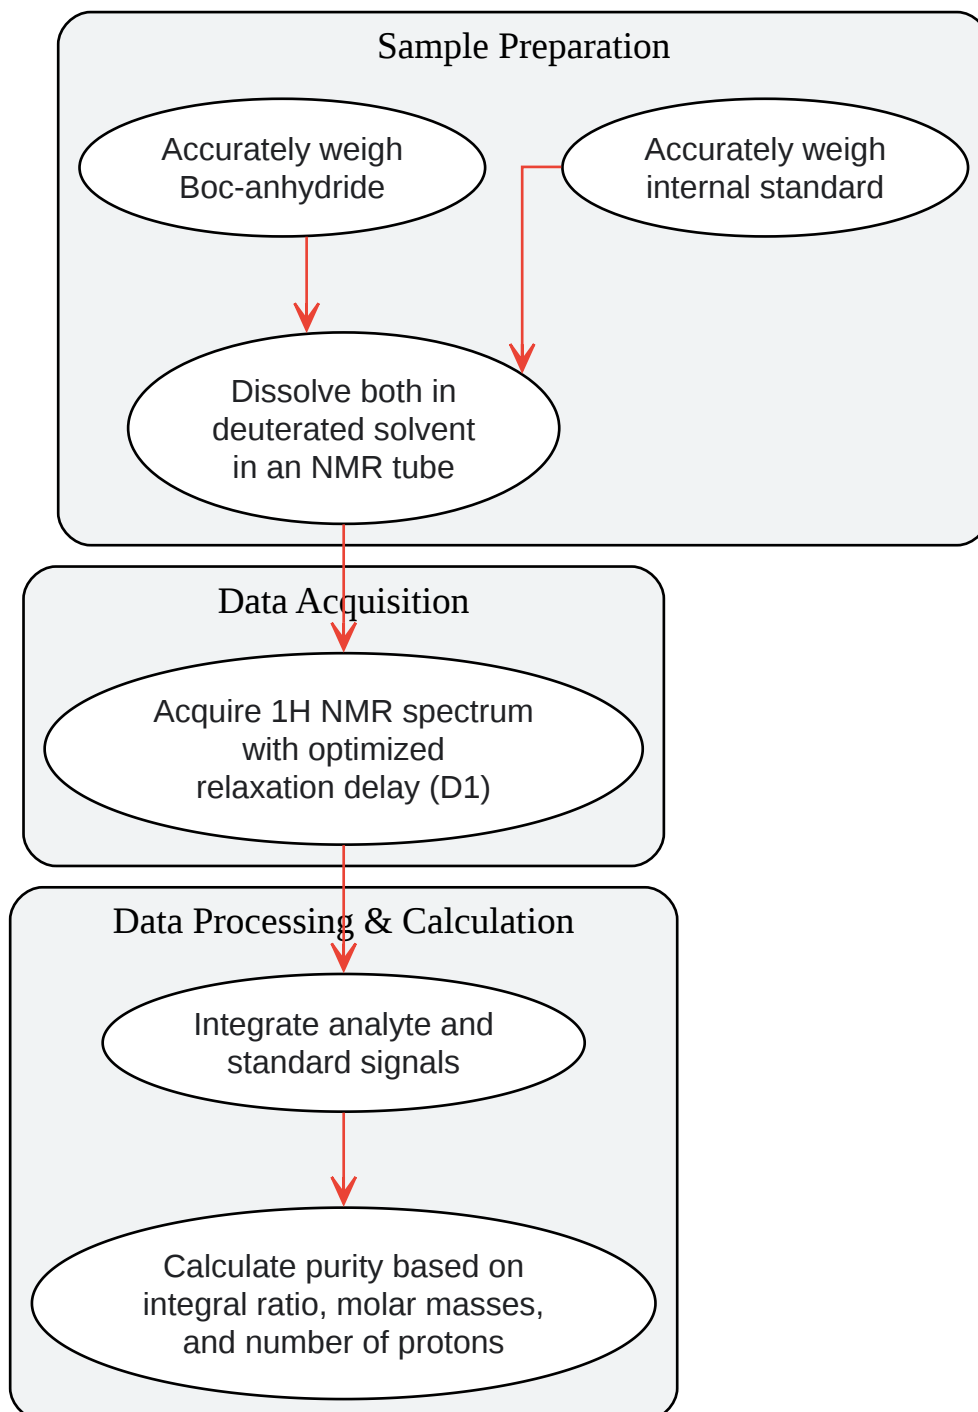 Sample Preparation
Accurately weigh
Boc-anhydride
Accurately weigh
internal standard
Dissolve both in
deuterated solvent
in an NMR tube
Data Acquisition
Acquire 1H NMR spectrum
with optimized
relaxation delay (D1)
Data Processing & Calculation
Integrate analyte and
standard signals
Calculate purity based on
integral ratio, molar masses,
and number of protons